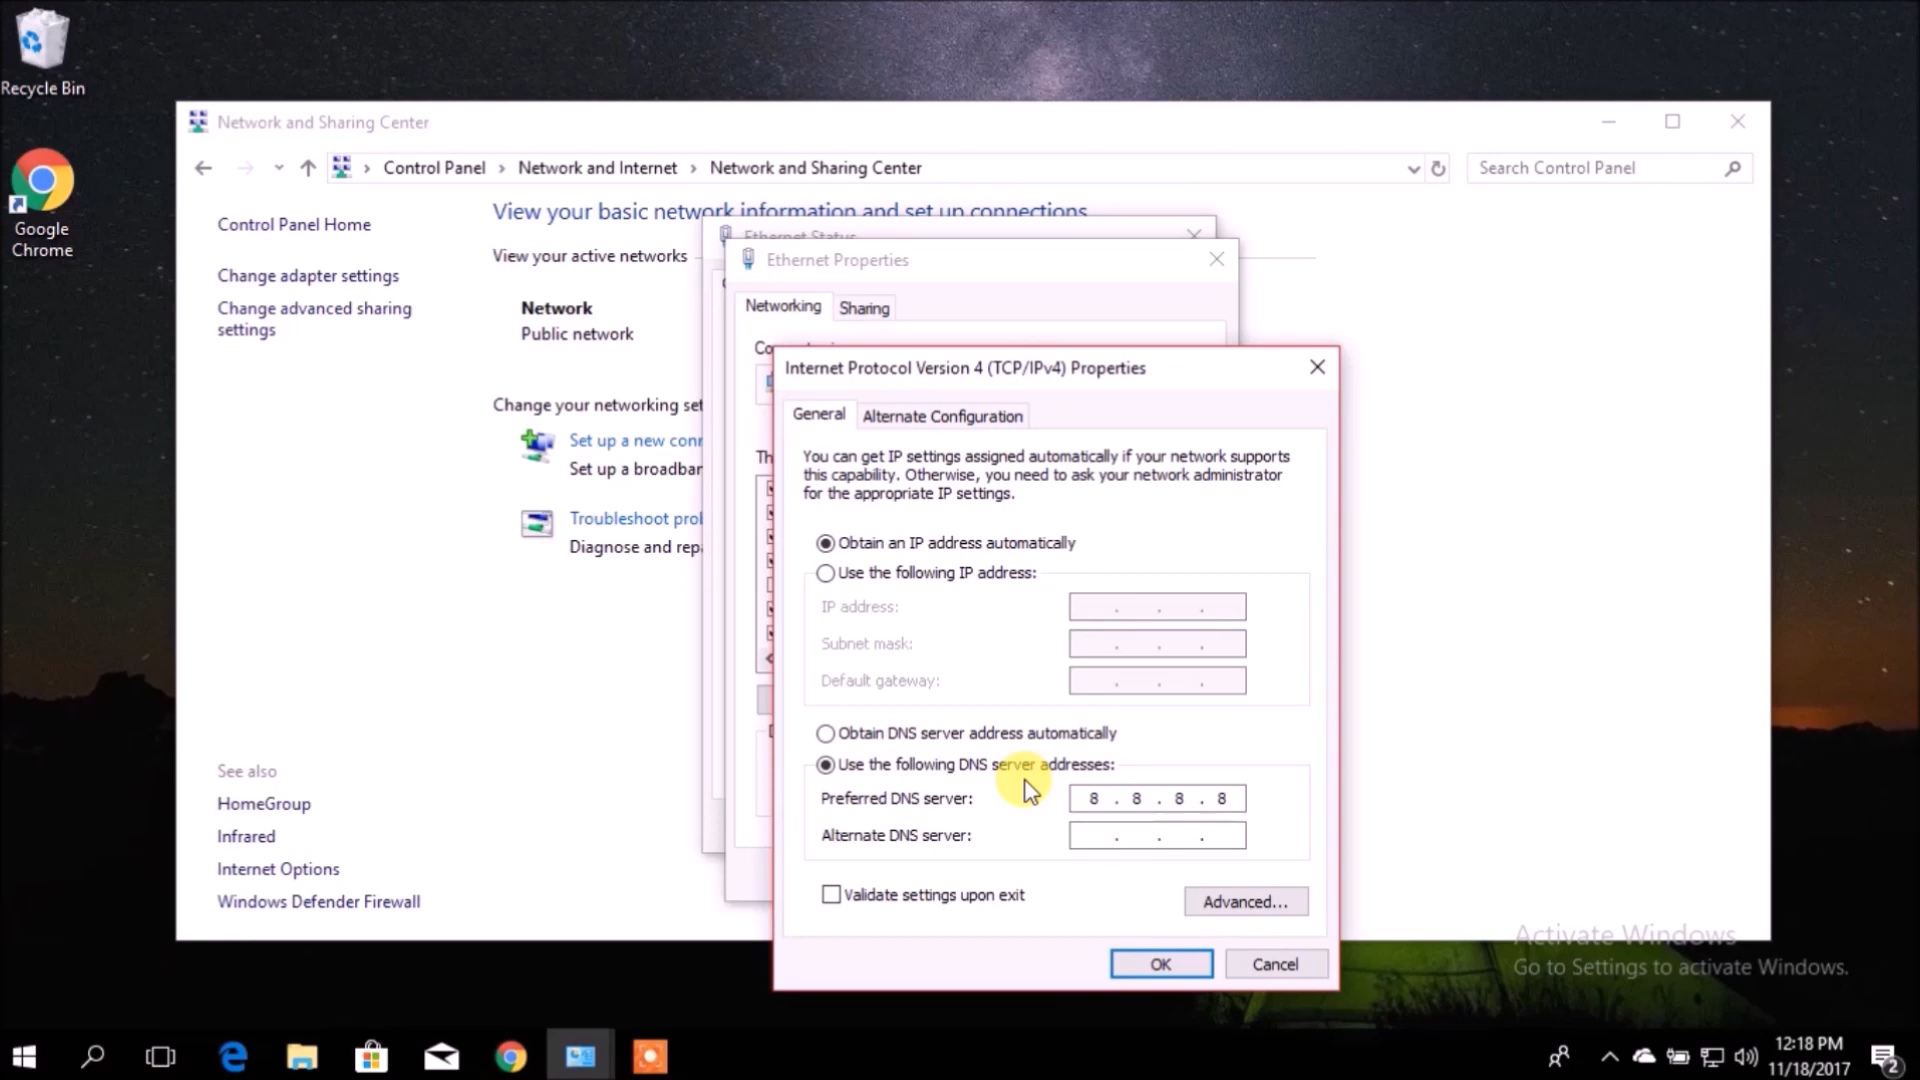 Recycle Bin
Google
Chrome
Network and Sharing Center
Control Panel
Network and Internet
Network and Sharing Center
Search Control Panel
Control Panel Home
Change adapter settings
Change advanced sharing
settings
See also
HomeGroup
Infrared
Internet Options
Windows Defender Firewall
View your basic network information and set up connections
View your active networks
Network
Public network
Change your networking set
Set up a new conn
Set up a broadban
Troubleshoot prob
Diagnose and repa
Ethernet Status
Ethernet Properties
Networking
Sharing
Internet Protocol Version 4 (TCP/IPv4) Properties
General
Alternate Configuration
You can get IP settings assigned automatically if your network supports
this capability. Otherwise, you need to ask your network administrator
for the appropriate IP settings.
Obtain an IP address automatically
Use the following IP address:
IP address: . . .
Subnet mask: . . .
Default gateway: . . .
Obtain DNS server address automatically
Use the following DNS server addresses:
Preferred DNS server: 8 . 8 . 8 . 8
Alternate DNS server: . . .
Validate settings upon exit
Advanced...
OK
Cancel
Activate Windows
Go to Settings to activate Windows.
12:18 PM
11/18/2017
2